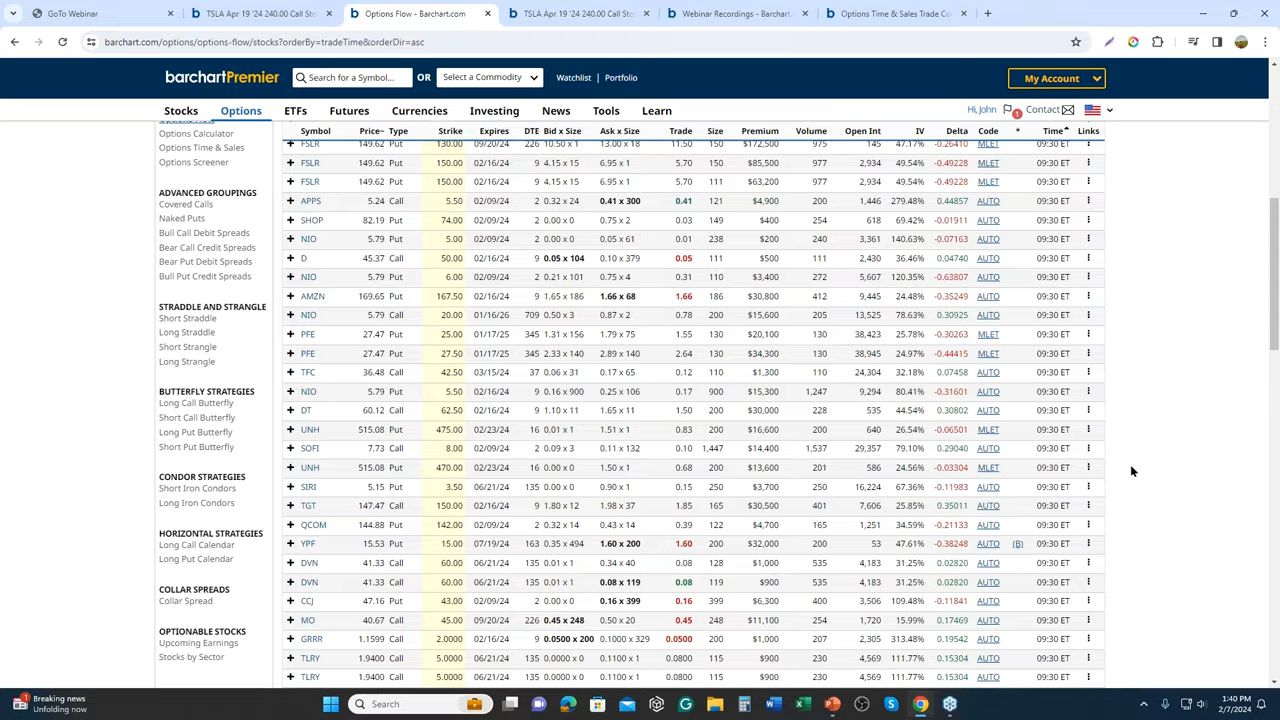 GoTo Webinar
TSLA Apr 19 '24 240.00 Call Sto
Options Flow - Barchart.com
TSLA Apr 19 '24 240.00 Call Sto
Webinar Recordings - Barchart.
Options Time & Sales Trade Co
barchart.com/options/options-flow/stocks?orderBy=tradeTime&orderDir=asc
barchartPremier Search for a Symbol... OR Select a Commodity Watchlist Portfolio My Account
Stocks Options ETFs Futures Currencies Investing News Tools Learn Hi, John 1 Contact
Options Calculator
Options Time & Sales
Options Screener
ADVANCED GROUPINGS
Covered Calls
Naked Puts
Bull Call Debit Spreads
Bear Call Credit Spreads
Bear Put Debit Spreads
Bull Put Credit Spreads
STRADDLE AND STRANGLE
Short Straddle
Long Straddle
Short Strangle
Long Strangle
BUTTERFLY STRATEGIES
Long Call Butterfly
Short Call Butterfly
Long Put Butterfly
Short Put Butterfly
CONDOR STRATEGIES
Short Iron Condors
Long Iron Condors
HORIZONTAL STRATEGIES
Long Call Calendar
Long Put Calendar
COLLAR SPREADS
Collar Spread
OPTIONABLE STOCKS
Upcoming Earnings
Stocks by Sector
Symbol Price~ Type Strike Expires DTE Bid x Size Ask x Size Trade Size Premium Volume Open Int IV Delta Code * Time Links
FSLR 149.62 Put 130.00 09/20/24 226 10.50 x 1 13.00 x 18 11.50 150 $172,500 975 145 47.17% -0.26410 MLET 09:30 ET
FSLR 149.62 Put 150.00 02/16/24 9 4.15 x 15 6.95 x 1 5.70 150 $85,500 977 2,934 49.54% -0.49228 MLET 09:30 ET
FSLR 149.62 Put 150.00 02/16/24 9 4.15 x 15 6.95 x 1 5.70 111 $63,200 977 2,934 49.54% -0.49228 MLET 09:30 ET
APPS 5.24 Call 5.50 02/09/24 2 0.32 x 24 0.41 x 300 0.41 121 $4,900 200 1,446 279.48% 0.44857 AUTO 09:30 ET
SHOP 82.19 Put 74.00 02/09/24 2 0.00 x 0 0.75 x 2 0.03 149 $400 254 618 69.42% -0.01911 AUTO 09:30 ET
NIO 5.79 Put 5.00 02/09/24 2 0.00 x 0 0.05 x 61 0.01 238 $200 240 3,361 140.63% -0.07163 AUTO 09:30 ET
D 45.37 Call 50.00 02/16/24 9 0.05 x 104 0.10 x 379 0.05 111 $500 111 2,430 36.46% 0.04740 AUTO 09:30 ET
NIO 5.79 Put 6.00 02/09/24 2 0.21 x 101 0.75 x 4 0.31 110 $3,400 272 5,607 120.35% -0.63807 AUTO 09:30 ET
AMZN 169.65 Put 167.50 02/16/24 9 1.65 x 186 1.66 x 68 1.66 186 $30,800 412 9,445 24.48% -0.35249 AUTO 09:30 ET
NIO 5.79 Call 20.00 01/16/26 709 0.50 x 3 0.87 x 2 0.78 200 $15,600 205 13,525 78.63% 0.30925 AUTO 09:30 ET
PFE 27.47 Put 25.00 01/17/25 345 1.31 x 156 1.79 x 75 1.55 130 $20,100 130 38,423 25.78% -0.30263 MLET 09:30 ET
PFE 27.47 Put 27.50 01/17/25 345 2.33 x 140 2.89 x 140 2.64 130 $34,300 130 38,945 24.97% -0.44415 MLET 09:30 ET
TFC 36.48 Call 42.50 03/15/24 37 0.06 x 31 0.17 x 65 0.12 110 $1,300 110 24,304 32.18% 0.07458 AUTO 09:30 ET
NIO 5.79 Put 5.50 02/16/24 9 0.16 x 900 0.25 x 106 0.17 900 $15,300 1,247 9,294 80.41% -0.31601 AUTO 09:30 ET
DT 60.12 Call 62.50 02/16/24 9 1.10 x 11 1.65 x 11 1.50 200 $30,000 228 535 44.54% 0.30802 AUTO 09:30 ET
UNH 515.08 Put 475.00 02/23/24 16 0.01 x 1 1.51 x 1 0.83 200 $16,600 200 640 26.54% -0.06501 MLET 09:30 ET
SOFI 7.73 Call 8.00 02/09/24 2 0.09 x 3 0.11 x 132 0.10 1,447 $14,400 1,537 29,357 79.10% 0.29040 AUTO 09:30 ET
UNH 515.08 Put 470.00 02/23/24 16 0.00 x 0 1.50 x 1 0.68 200 $13,600 201 586 24.56% -0.03304 MLET 09:30 ET
SIRI 5.15 Put 3.50 06/21/24 135 0.00 x 0 0.90 x 1 0.15 250 $3,700 250 16,224 67.36% -0.11983 AUTO 09:30 ET
TGT 147.47 Call 150.00 02/16/24 9 1.80 x 12 1.98 x 37 1.85 165 $30,500 401 7,606 25.85% 0.35011 AUTO 09:30 ET
QCOM 144.88 Put 142.00 02/09/24 2 0.32 x 14 0.43 x 14 0.39 122 $4,700 165 1,251 34.59% -0.21133 AUTO 09:30 ET
YPF 15.53 Put 15.00 07/19/24 163 0.35 x 494 1.60 x 200 1.60 200 $32,000 200 53 47.61% -0.38248 AUTO (B) 09:30 ET
DVN 41.33 Call 60.00 06/21/24 135 0.01 x 1 0.34 x 40 0.08 128 $1,000 535 4,183 31.25% 0.02820 AUTO 09:30 ET
DVN 41.33 Call 60.00 06/21/24 135 0.01 x 1 0.08 x 119 0.08 119 $900 535 4,183 31.25% 0.02820 AUTO 09:30 ET
CCJ 47.16 Put 43.00 02/09/24 2 0.00 x 0 0.16 x 399 0.16 399 $6,300 400 3,506 109.48% -0.11841 AUTO 09:30 ET
MO 40.67 Call 45.00 09/20/24 226 0.45 x 248 0.50 x 20 0.45 248 $11,100 254 1,720 15.99% 0.17469 AUTO 09:30 ET
GRRR 1.1599 Call 2.0000 02/16/24 9 0.0500 x 200 0.1000 x 329 0.0500 200 $1,000 207 2,305 243.48% 0.19542 AUTO 09:30 ET
TLRY 1.9400 Call 5.0000 06/21/24 135 0.0000 x 0 0.1100 x 1 0.0800 115 $900 230 4,569 111.77% 0.15304 AUTO 09:30 ET
TLRY 1.9400 Call 5.0000 06/21/24 135 0.0000 x 0 0.1100 x 1 0.0800 115 $900 230 4,569 111.77% 0.15304 AUTO 09:30 ET
1 Breaking news
Unfolding now
Search
1:40 PM
2/7/2024